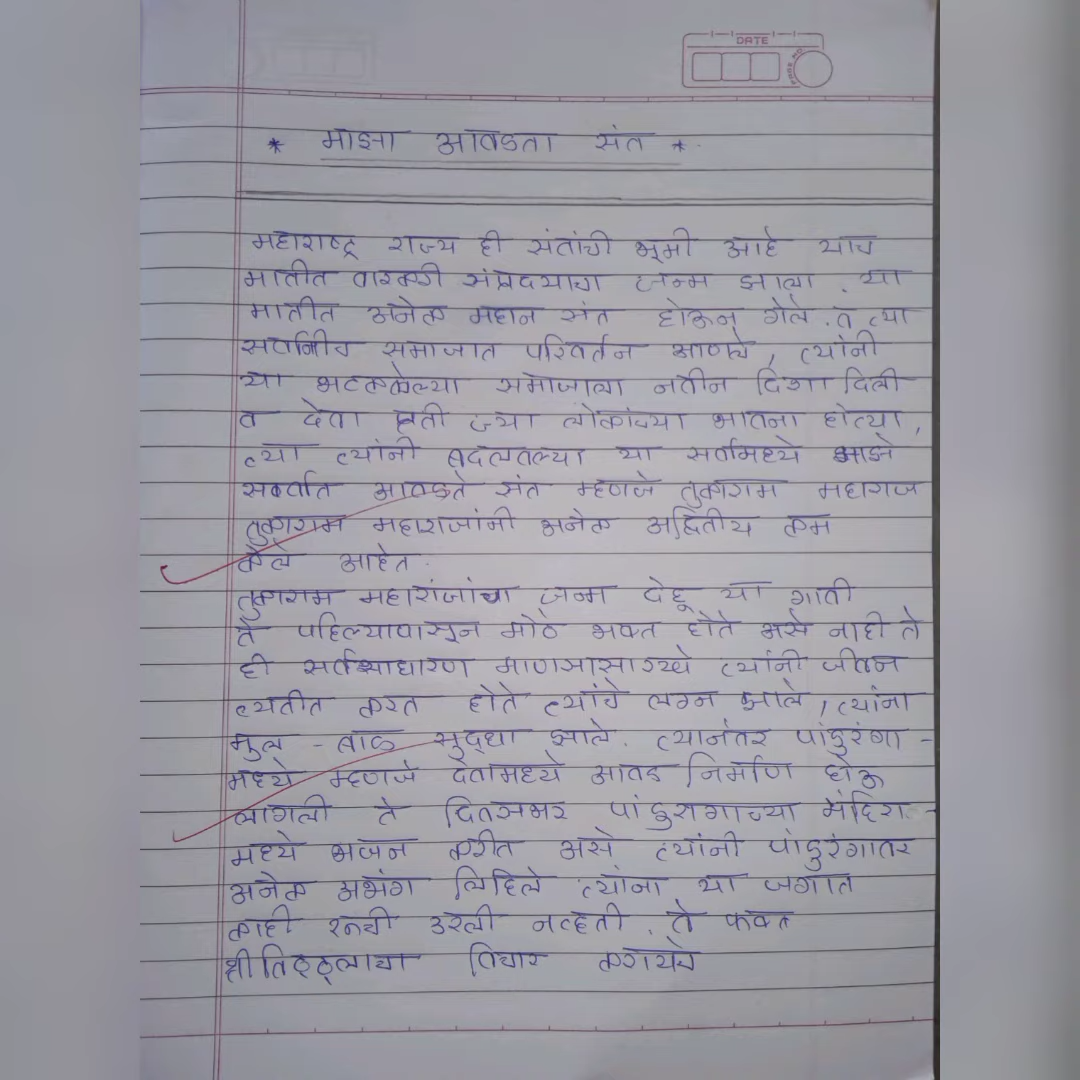 DATE
PAGE NO
* माझा आवडता संत *
महाराष्ट्र राज्य ही संतांची भूमी आहे याच
मातीत वारकरी संप्रदयाचा जन्म झाला. या
मातीत अनेक महान संत होऊन गेले. व त्या
सर्वांनीच समाजात परिवर्तन आणले, त्यांनी
या भटकलेल्या समाजाला नवीन दिशा दिली
व देवा प्रती ज्या लोकांच्या भावना होत्या,
त्या त्यांनी बदलवल्या या सर्वांमध्ये माझे
सर्वात आवडते संत म्हणजे तुकाराम महाराज
तुकाराम महाराजांनी अनेक अद्वितीय काम
केले आहेत.
तुकाराम महारांजांचा जन्म देहू या गावी
ते पहिल्यापासून मोठे भक्त होते असे नाही ते
ही सर्वसाधारण माणसासारखे त्यांनी जीवन
व्यतीत करत होते त्यांचे लग्न झाले, त्यांना
मुल - बाळ सुद्धा झाले. त्यानंतर पांडुरंगा -
मध्ये म्हणजे देवामध्ये आवड निर्माण होऊ
लागली ते दिवसभर पांडुरागाच्या मंदिरा -
मध्ये भजन करीत असे त्यांनी पांडुरंगावर
अनेक अभंग लिहिले त्यांना या जगात
काही रूची उरली नव्हती. ते फक्त
श्रीविठ्ठ्लाचा विचार करायचे